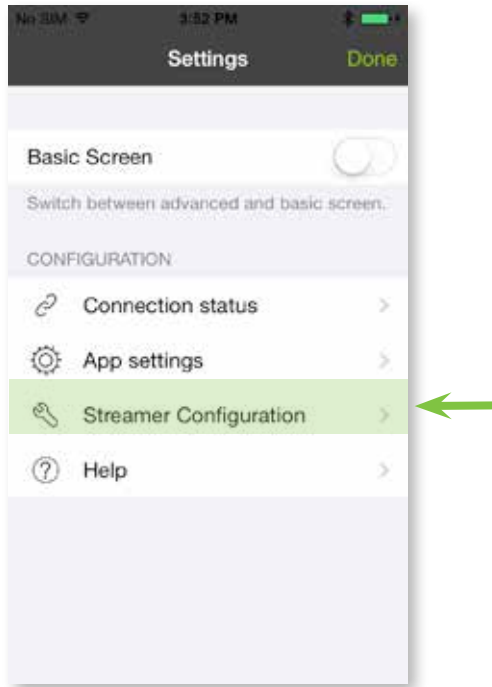 No SIM 3:52 PM
Settings Done
Basic Screen
Switch between advanced and basic screen.
CONFIGURATION
Connection status
App settings
Streamer Configuration
Help